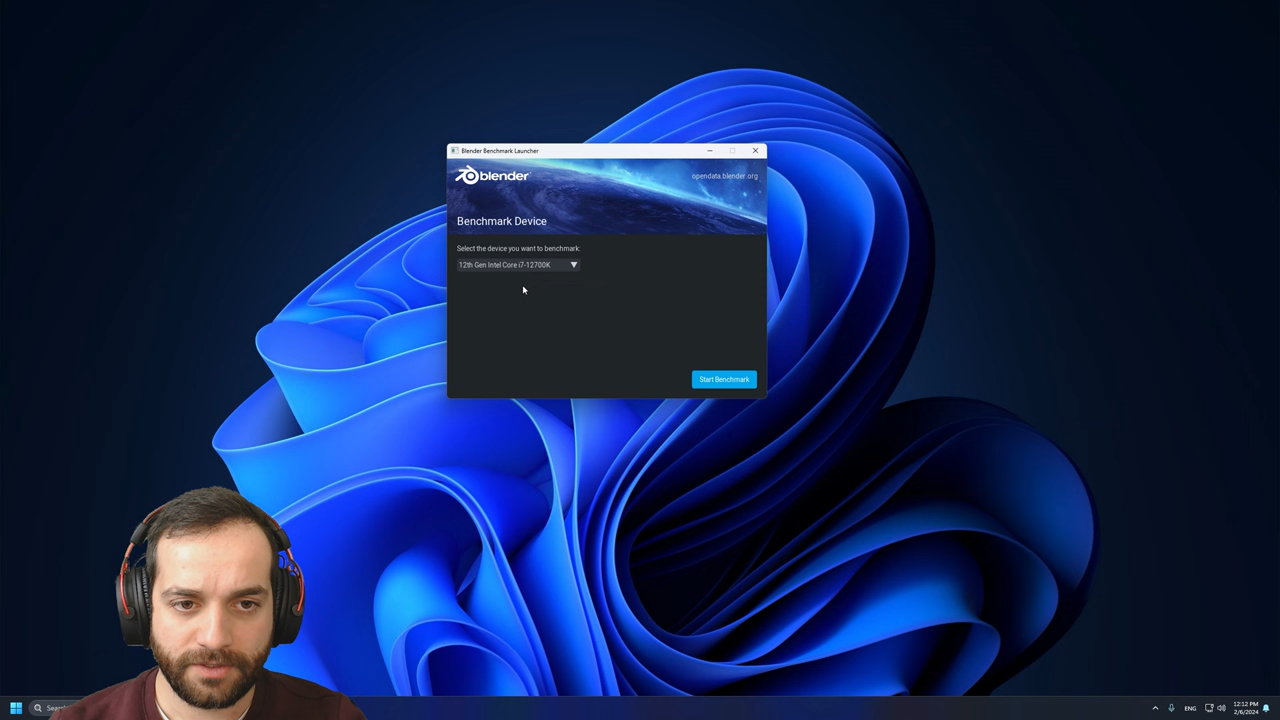 Blender Benchmark Launcher
blender
opendata.blender.org
Benchmark Device
Select the device you want to benchmark:
12th Gen Intel Core i7-12700K
Start Benchmark
Sear
ENG
12:12 PM
2/6/2024